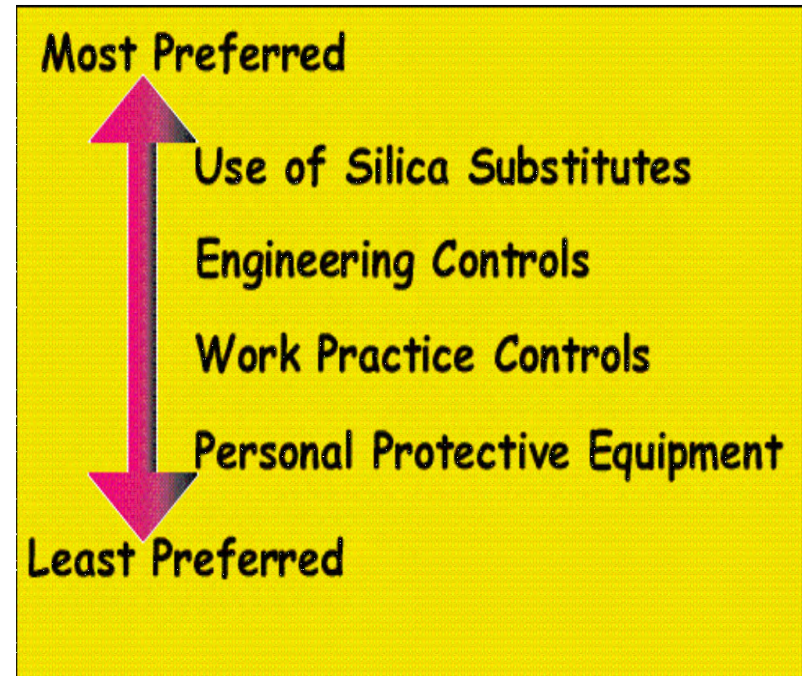 Most Preferred
Use of Silica Substitutes
Engineering Controls
Work Practice Controls
Personal Protective Equipment
Least Preferred